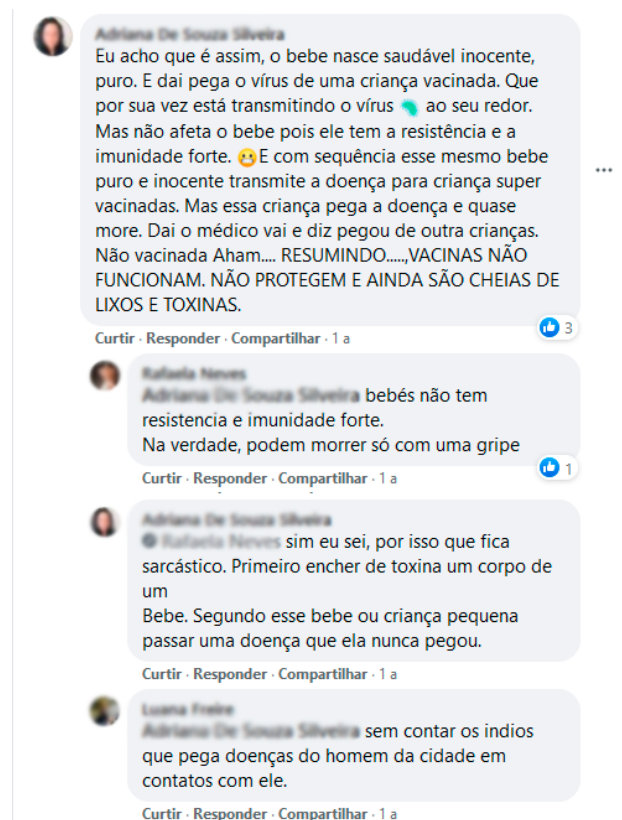 Eu acho que é assim, o bebe nasce saudável inocente,
puro. E dai pega o vírus de uma criança vacinada. Que
por sua vez está transmitindo o vírus 🦠 ao seu redor.
Mas não afeta o bebe pois ele tem a resistência e a
imunidade forte. 😬E com sequência esse mesmo bebe
puro e inocente transmite a doença para criança super
vacinadas. Mas essa criança pega a doença e quase
more. Dai o médico vai e diz pegou de outra crianças.
Não vacinada Aham.... RESUMINDO.....,VACINAS NÃO
FUNCIONAM. NÃO PROTEGEM E AINDA SÃO CHEIAS DE
LIXOS E TOXINAS.
3
Curtir · Responder · Compartilhar · 1 a
bebés não tem
resistencia e imunidade forte.
Na verdade, podem morrer só com uma gripe
1
Curtir · Responder · Compartilhar · 1 a
sim eu sei, por isso que fica
sarcástico. Primeiro encher de toxina um corpo de
um
Bebe. Segundo esse bebe ou criança pequena
passar uma doença que ela nunca pegou.
Curtir · Responder · Compartilhar · 1 a
sem contar os indios
que pega doenças do homem da cidade em
contatos com ele.
Curtir · Responder · Compartilhar · 1 a